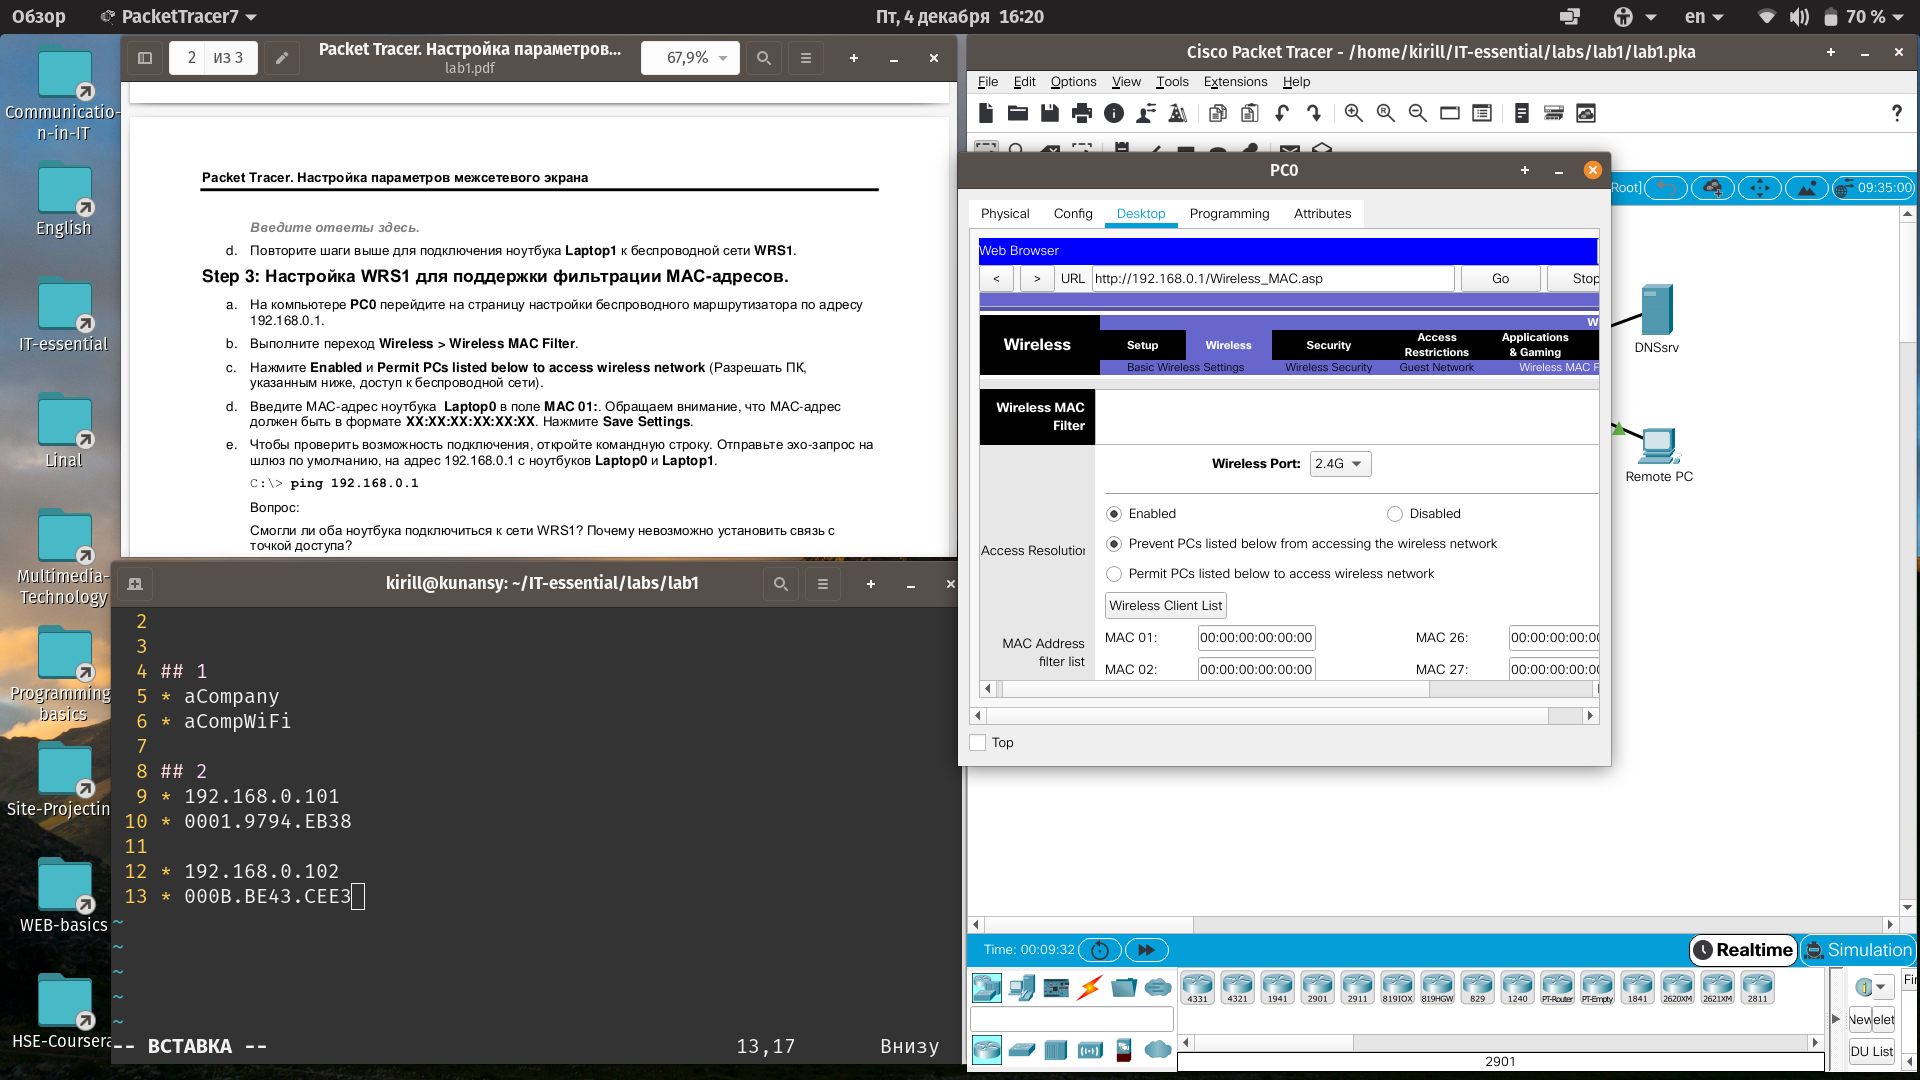 Обзор
PacketTracer7
Пт, 4 декабря 16:20
en
70 %
Communicatio-
n-in-IT
English
IT-essential
Linal
Multimedia-
Technology
Programming-
basics
Site-Projectin
WEB-basics
HSE-Coursera
2 из 3
Packet Tracer. Настройка параметров...
lab1.pdf
67,9%
Packet Tracer. Настройка параметров межсетевого экрана
Введите ответы здесь.
d. Повторите шаги выше для подключения ноутбука Laptop1 к беспроводной сети WRS1.
Step 3: Настройка WRS1 для поддержки фильтрации MAC-адресов.
a. На компьютере PC0 перейдите на страницу настройки беспроводного маршрутизатора по адресу
192.168.0.1.
b. Выполните переход Wireless > Wireless MAC Filter.
c. Нажмите Enabled и Permit PCs listed below to access wireless network (Разрешать ПК,
указанным ниже, доступ к беспроводной сети).
d. Введите MAC-адрес ноутбука Laptop0 в поле MAC 01:. Обращаем внимание, что MAC-адрес
должен быть в формате XX:XX:XX:XX:XX:XX. Нажмите Save Settings.
e. Чтобы проверить возможность подключения, откройте командную строку. Отправьте эхо-запрос на
шлюз по умолчанию, на адрес 192.168.0.1 с ноутбуков Laptop0 и Laptop1.
C:\> ping 192.168.0.1
Вопрос:
Смогли ли оба ноутбука подключиться к сети WRS1? Почему невозможно установить связь с
точкой доступа?
kirill@kunansy: ~/IT-essential/labs/lab1
2
3
4 ## 1
5 * aCompany
6 * aCompWiFi
7
8 ## 2
9 * 192.168.0.101
10 * 0001.9794.EB38
11
12 * 192.168.0.102
13 * 000B.BE43.CEE3
~
~
~
~
~
-- ВСТАВКА -- 13,17 Внизу
Cisco Packet Tracer - /home/kirill/IT-essential/labs/lab1/lab1.pka
File Edit Options View Tools Extensions Help
?
Root] 09:35:00
DNSsrv
Remote PC
PC0
Physical Config Desktop Programming Attributes
Web Browser
< > URL http://192.168.0.1/Wireless_MAC.asp Go Stop
W
Wireless
Setup Wireless Security Access Restrictions Applications & Gaming
Basic Wireless Settings Wireless Security Guest Network Wireless MAC F
Wireless MAC
Filter
Wireless Port: 2.4G
Enabled Disabled
Access Resolution
Prevent PCs listed below from accessing the wireless network
Permit PCs listed below to access wireless network
Wireless Client List
MAC Address
filter list
MAC 01: 00:00:00:00:00:00 MAC 26: 00:00:00:00:00
MAC 02: 00:00:00:00:00:00 MAC 27: 00:00:00:00:00
Top
Time: 00:09:32
Realtime Simulation
4331 4321 1941 2901 2911 819IOX 819HGW 829 1240 PT-Router PT-Empty 1841 2620XM 2621XM 2811
Fir
New elet
DU List
2901